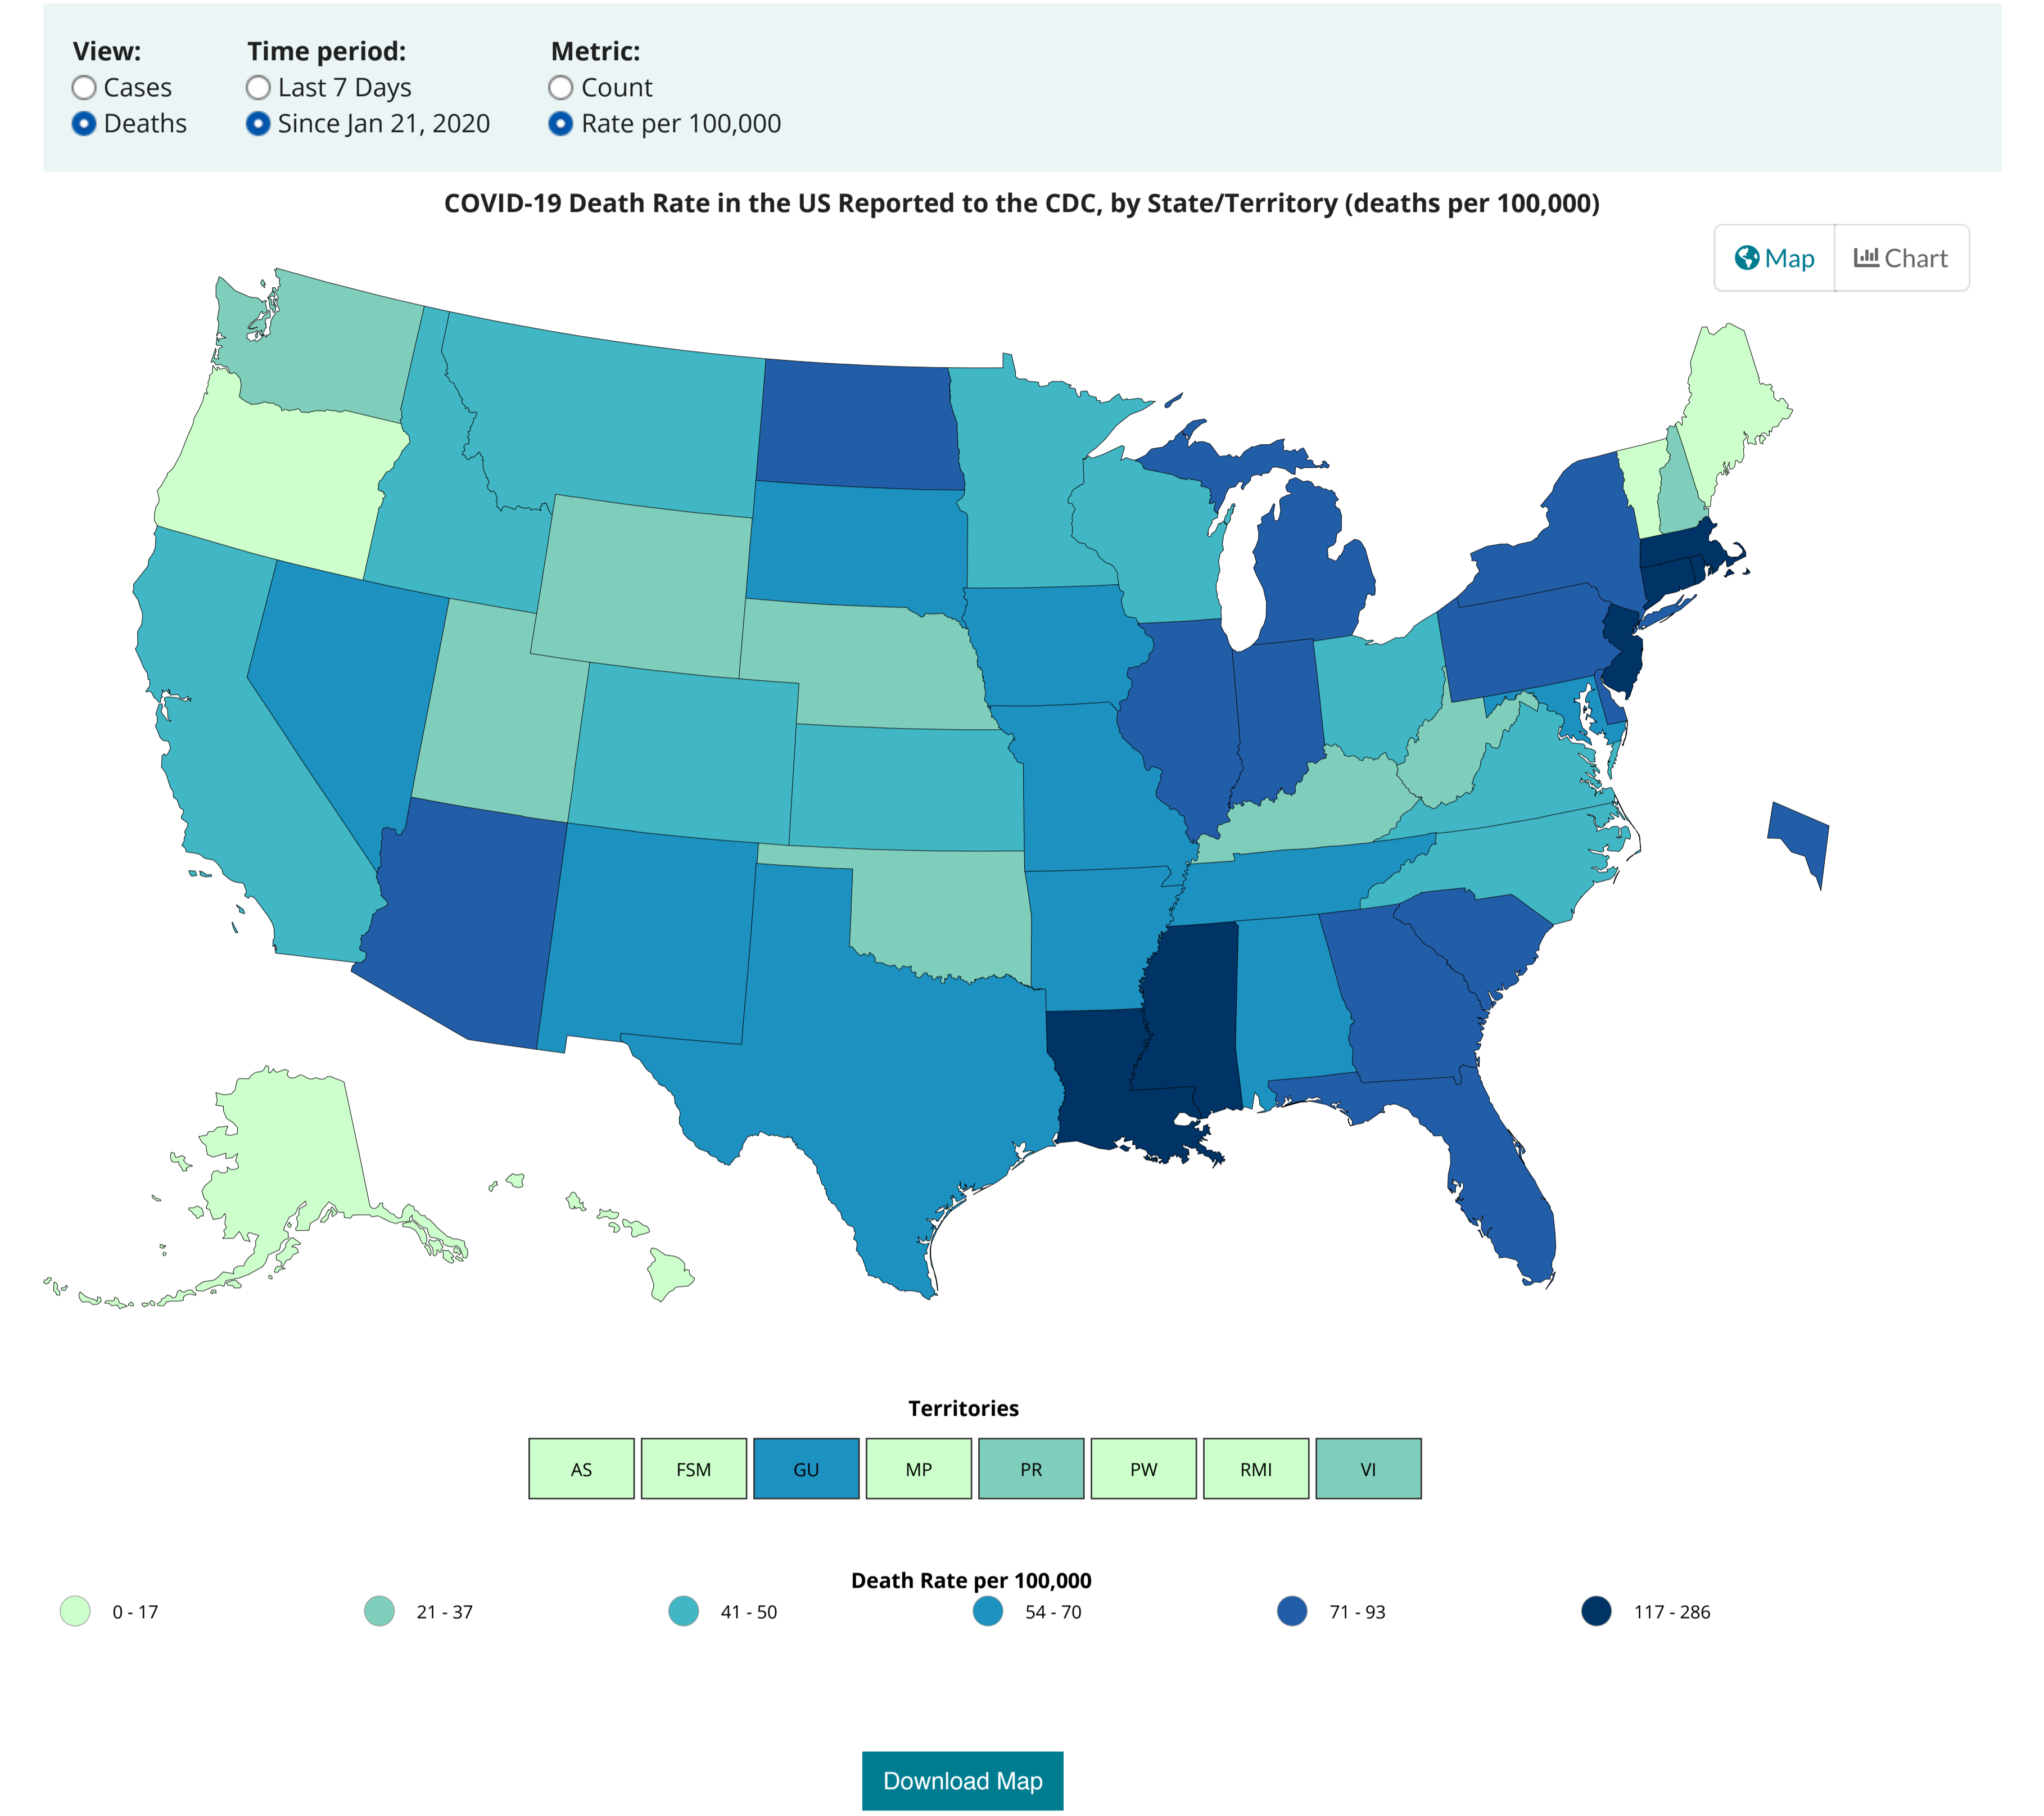 View: Time period: Metric:
Cases Last 7 Days Count
Deaths Since Jan 21, 2020 Rate per 100,000
COVID-19 Death Rate in the US Reported to the CDC, by State/Territory (deaths per 100,000)
Map Chart
Territories
AS FSM GU MP PR PW RMI VI
Death Rate per 100,000
0 - 17 21 - 37 41 - 50 54 - 70 71 - 93 117 - 286
Download Map